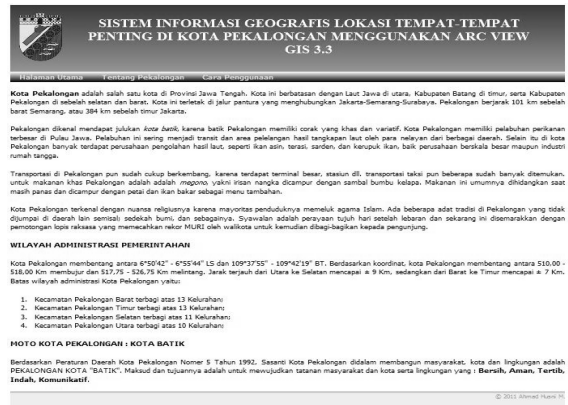 SISTEM INFORMASI GEOGRAFIS LOKASI TEMPAT-TEMPAT
PENTING DI KOTA PEKALONGAN MENGGUNAKAN ARC VIEW
GIS 3.3
Halaman Utama Tentang Pekalongan Cara Penggunaan
Kota Pekalongan adalah salah satu kota di Provinsi Jawa Tengah. Kota ini berbatasan dengan Laut Jawa di utara, Kabupaten Batang di timur, serta Kabupaten
Pekalongan di sebelah selatan dan barat. Kota ini terletak di jalur pantura yang menghubungkan Jakarta-Semarang-Surabaya. Pekalongan berjarak 101 km sebelah
barat Semarang, atau 384 km sebelah timur Jakarta.
Pekalongan dikenal mendapat julukan kota batik, karena batik Pekalongan memiliki corak yang khas dan variatif. Kota Pekalongan memiliki pelabuhan perikanan
terbesar di Pulau Jawa. Pelabuhan ini sering menjadi transit dan area pelelangan hasil tangkapan laut oleh para nelayan dari berbagai daerah. Selain itu di kota
Pekalongan banyak terdapat perusahaan pengolahan hasil laut, seperti ikan asin, terasi, sarden, dan kerupuk ikan, baik perusahaan berskala besar maupun industri
rumah tangga.
Transportasi di Pekalongan pun sudah cukup berkembang, karena terdapat terminal besar, stasiun dll. transportasi taksi pun beberapa sudah banyak ditemukan.
untuk makanan khas Pekalongan adalah adalah megono, yakni irisan nangka dicampur dengan sambal bumbu kelapa. Makanan ini umumnya dihidangkan saat
masih panas dan dicampur dengan petai dan ikan bakar sebagai menu tambahan.
Kota Pekalongan terkenal dengan nuansa religiusnya karena mayoritas penduduknya memeluk agama Islam. Ada beberapa adat tradisi di Pekalongan yang tidak
dijumpai di daerah lain semisal; sedekah bumi, dan sebagainya. Syawalan adalah perayaan tujuh hari setelah lebaran dan sekarang ini disemarakkan dengan
pemotongan lopis raksasa yang memecahkan rekor MURI oleh walikota untuk kemudian dibagi-bagikan kepada pengunjung.
WILAYAH ADMINISTRASI PEMERINTAHAN
Kota Pekalongan membentang antara 6°50'42" - 6°55'44" LS dan 109°37'55" - 109°42'19" BT. Berdasarkan koordinat, kota Pekalongan membentang antara 510.00 -
518,00 Km membujur dan 517,75 - 526,75 Km melintang. Jarak terjauh dari Utara ke Selatan mencapai ± 9 Km, sedangkan dari Barat ke Timur mencapai ± 7 Km.
Batas wilayah administrasi Kota Pekalongan yaitu:
1. Kecamatan Pekalongan Barat terbagi atas 13 Kelurahan;
2. Kecamatan Pekalongan Timur terbagi atas 13 Kelurahan;
3. Kecamatan Pekalongan Selatan terbagi atas 11 Kelurahan;
4. Kecamatan Pekalongan Utara terbagi atas 10 Kelurahan;
MOTO KOTA PEKALONGAN : KOTA BATIK
Berdasarkan Peraturan Daerah Kota Pekalongan Nomor 5 Tahun 1992. Sasanti Kota Pekalongan didalam membangun masyarakat, kota dan lingkungan adalah
PEKALONGAN KOTA "BATIK". Maksud dan tujuannya adalah untuk mewujudkan tatanan masyarakat dan kota serta lingkungan yang : Bersih, Aman, Tertib,
Indah, Komunikatif.
© 2011 Ahmad Husni M.